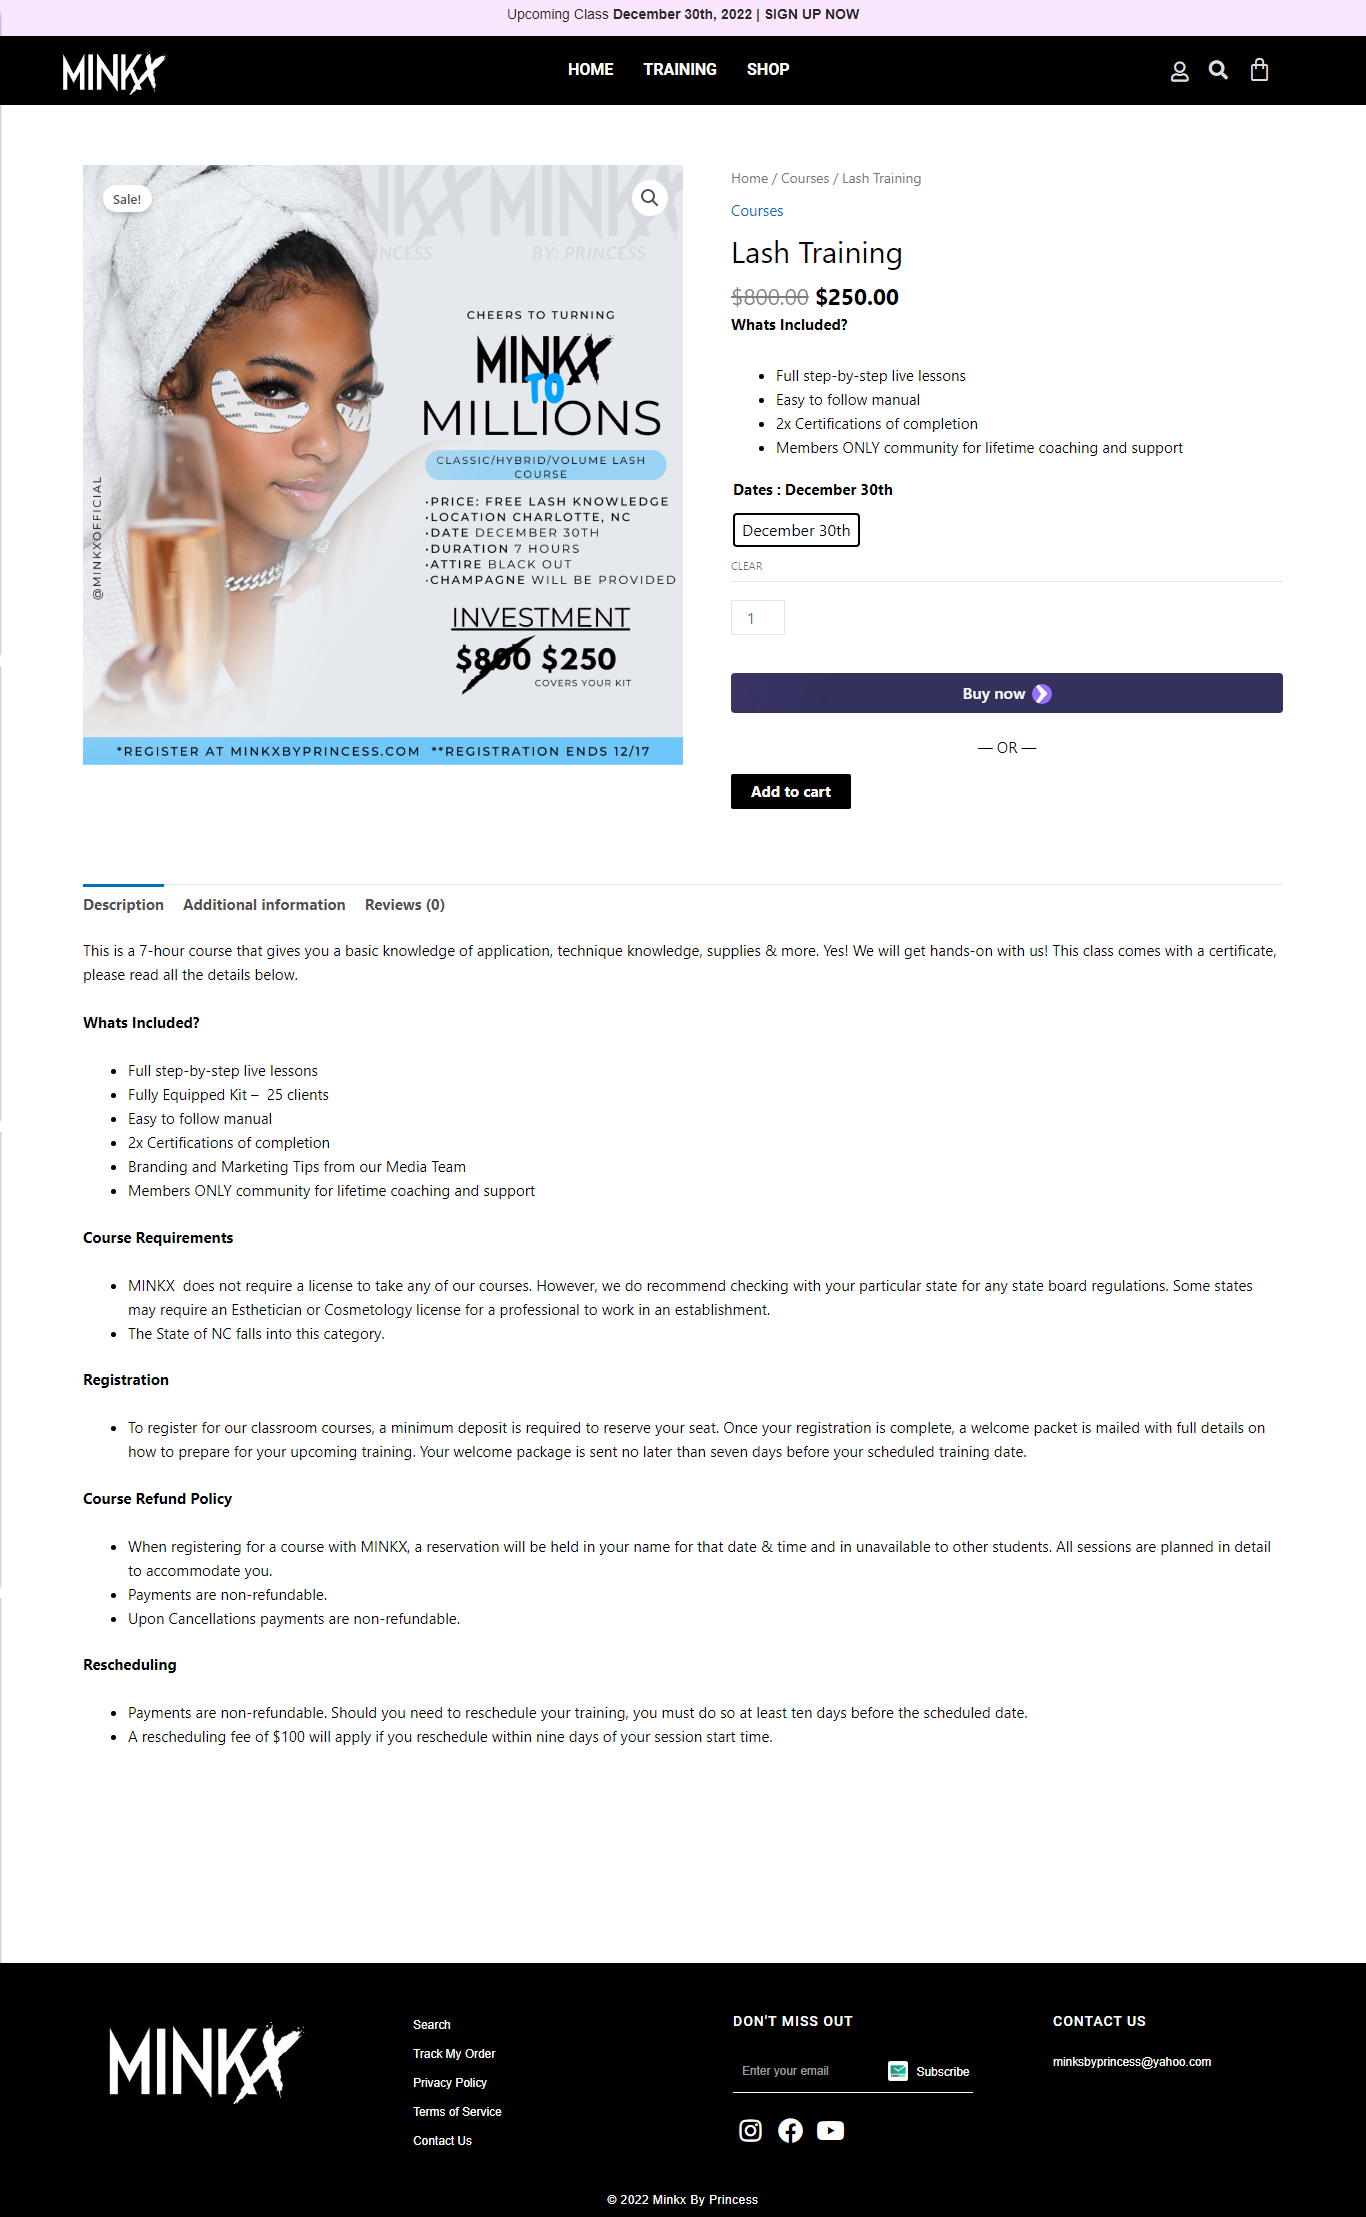 Upcoming Class December 30th, 2022 | SIGN UP NOW
MINKX
HOME TRAINING SHOP
Sale!
MINKX
BY: PRINCESS
CHEERS TO TURNING
MINKX
TO
MILLIONS
CLASSIC/HYBRID/VOLUME LASH
COURSE
•PRICE: FREE LASH KNOWLEDGE
•LOCATION CHARLOTTE, NC
•DATE DECEMBER 30TH
•DURATION 7 HOURS
•ATTIRE BLACK OUT
•CHAMPAGNE WILL BE PROVIDED
INVESTMENT
$800 $250
COVERS YOUR KIT
@MINKXOFFICIAL
CHANEL
*REGISTER AT MINKXBYPRINCESS.COM **REGISTRATION ENDS 12/17
Home / Courses / Lash Training
Courses
Lash Training
$800.00 $250.00
Whats Included?
• Full step-by-step live lessons
• Easy to follow manual
• 2x Certifications of completion
• Members ONLY community for lifetime coaching and support
Dates : December 30th
December 30th
CLEAR
1
Buy now
— OR —
Add to cart
Description Additional information Reviews (0)
This is a 7-hour course that gives you a basic knowledge of application, technique knowledge, supplies & more. Yes! We will get hands-on with us! This class comes with a certificate,
please read all the details below.
Whats Included?
• Full step-by-step live lessons
• Fully Equipped Kit –  25 clients
• Easy to follow manual
• 2x Certifications of completion
• Branding and Marketing Tips from our Media Team
• Members ONLY community for lifetime coaching and support
Course Requirements
• MINKX  does not require a license to take any of our courses. However, we do recommend checking with your particular state for any state board regulations. Some states
may require an Esthetician or Cosmetology license for a professional to work in an establishment.
• The State of NC falls into this category.
Registration
• To register for our classroom courses, a minimum deposit is required to reserve your seat. Once your registration is complete, a welcome packet is mailed with full details on
how to prepare for your upcoming training. Your welcome package is sent no later than seven days before your scheduled training date.
Course Refund Policy
• When registering for a course with MINKX, a reservation will be held in your name for that date & time and in unavailable to other students. All sessions are planned in detail
to accommodate you.
• Payments are non-refundable.
• Upon Cancellations payments are non-refundable.
Rescheduling
• Payments are non-refundable. Should you need to reschedule your training, you must do so at least ten days before the scheduled date.
• A rescheduling fee of $100 will apply if you reschedule within nine days of your session start time.
MINKX
Search
Track My Order
Privacy Policy
Terms of Service
Contact Us
DON'T MISS OUT
Enter your email Subscribe
CONTACT US
minksbyprincess@yahoo.com
© 2022 Minkx By Princess